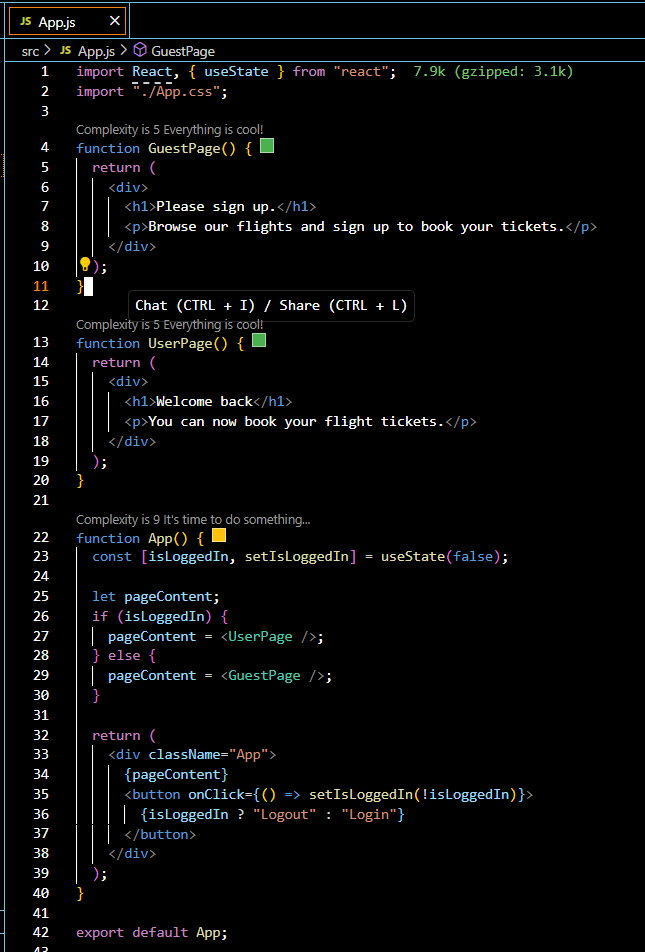 JS App.js ×
src > JS App.js > GuestPage
1 import React, { useState } from "react"; 7.9k (gzipped: 3.1k)
2 import "./App.css";
3
Complexity is 5 Everything is cool!
4 function GuestPage() {
5 return (
6 <div>
7 <h1>Please sign up.</h1>
8 <p>Browse our flights and sign up to book your tickets.</p>
9 </div>
10 );
11 }
12 Chat (CTRL + I) / Share (CTRL + L)
Complexity is 5 Everything is cool!
13 function UserPage() {
14 return (
15 <div>
16 <h1>Welcome back</h1>
17 <p>You can now book your flight tickets.</p>
18 </div>
19 );
20 }
21
Complexity is 9 It's time to do something...
22 function App() {
23 const [isLoggedIn, setIsLoggedIn] = useState(false);
24
25 let pageContent;
26 if (isLoggedIn) {
27 pageContent = <UserPage />;
28 } else {
29 pageContent = <GuestPage />;
30 }
31
32 return (
33 <div className="App">
34 {pageContent}
35 <button onClick={() => setIsLoggedIn(!isLoggedIn)}>
36 {isLoggedIn ? "Logout" : "Login"}
37 </button>
38 </div>
39 );
40 }
41
42 export default App;
43